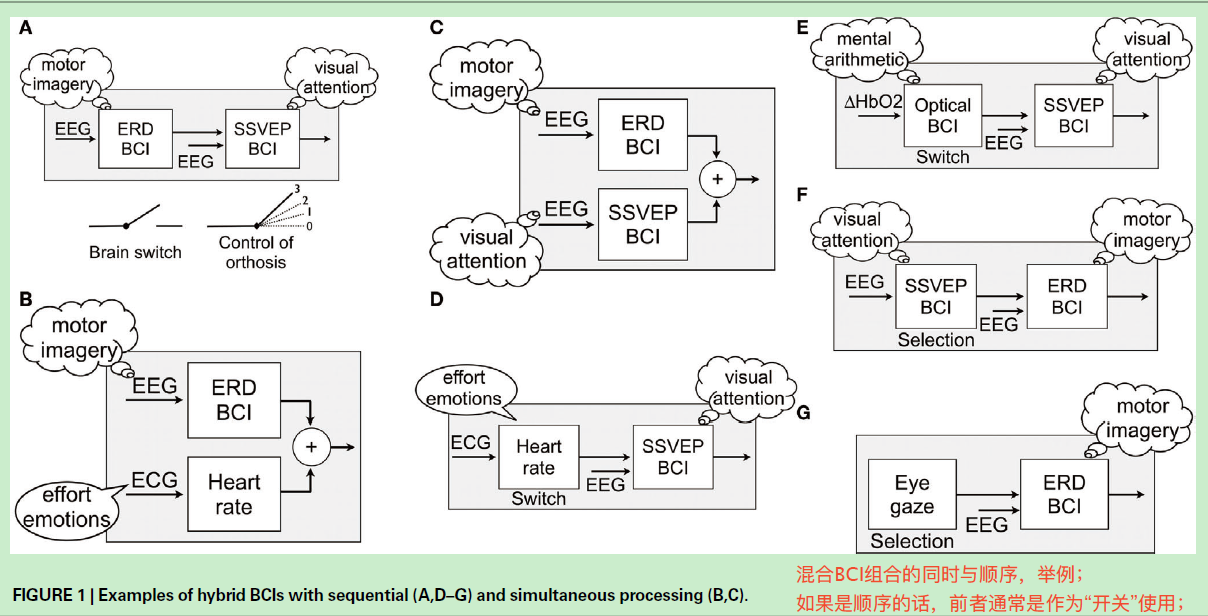 A
motor
imagery
visual
attention
EEG
ERD
BCI
EEG
SSVEP
BCI
Brain switch
3
2
1
0
Control of
orthosis
B
motor
imagery
EEG
ERD
BCI
+
ECG
Heart
rate
effort
emotions
C
motor
imagery
EEG
ERD
BCI
+
EEG
SSVEP
BCI
visual
attention
D
effort
emotions
visual
attention
ECG
Heart
rate
Switch
EEG
SSVEP
BCI
E
mental
arithmetic
visual
attention
ΔHbO2
Optical
BCI
Switch
EEG
SSVEP
BCI
F
visual
attention
motor
imagery
EEG
SSVEP
BCI
Selection
EEG
ERD
BCI
G
motor
imagery
Eye
gaze
Selection
EEG
ERD
BCI
FIGURE 1 | Examples of hybrid BCIs with sequential (A,D–G) and simultaneous processing (B,C).
混合BCI组合的同时与顺序，举例；
如果是顺序的话，前者通常是作为“开关”使用；